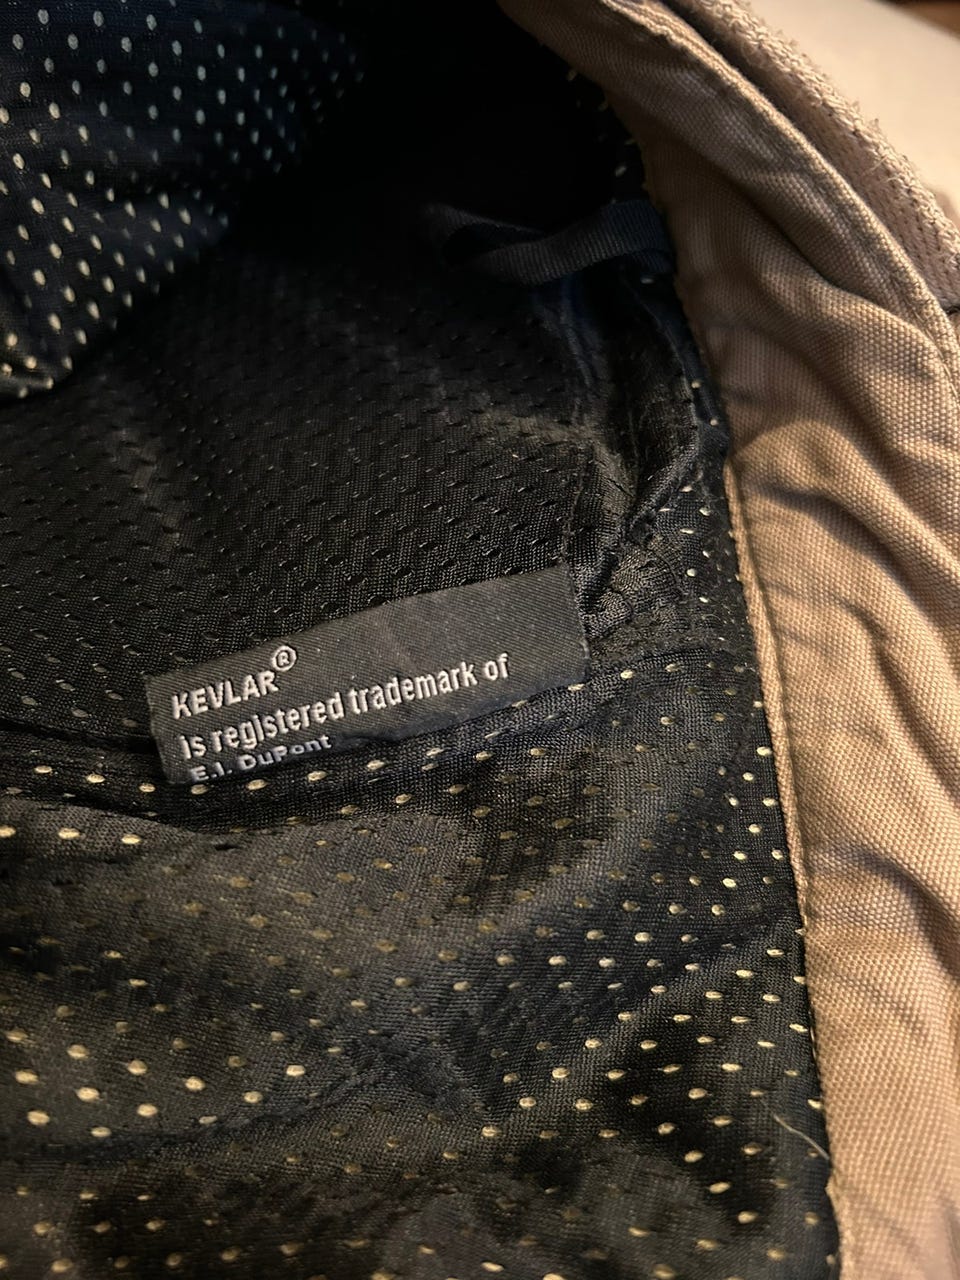 KEVLAR®
is registered trademark of
E.I. DuPont